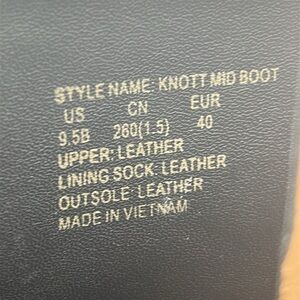 STYLE NAME: KNOTT MID BOOT
US CN EUR
9.5B 260(1.5) 40
UPPER: LEATHER
LINING SOCK: LEATHER
OUTSOLE: LEATHER
MADE IN VIETNAM